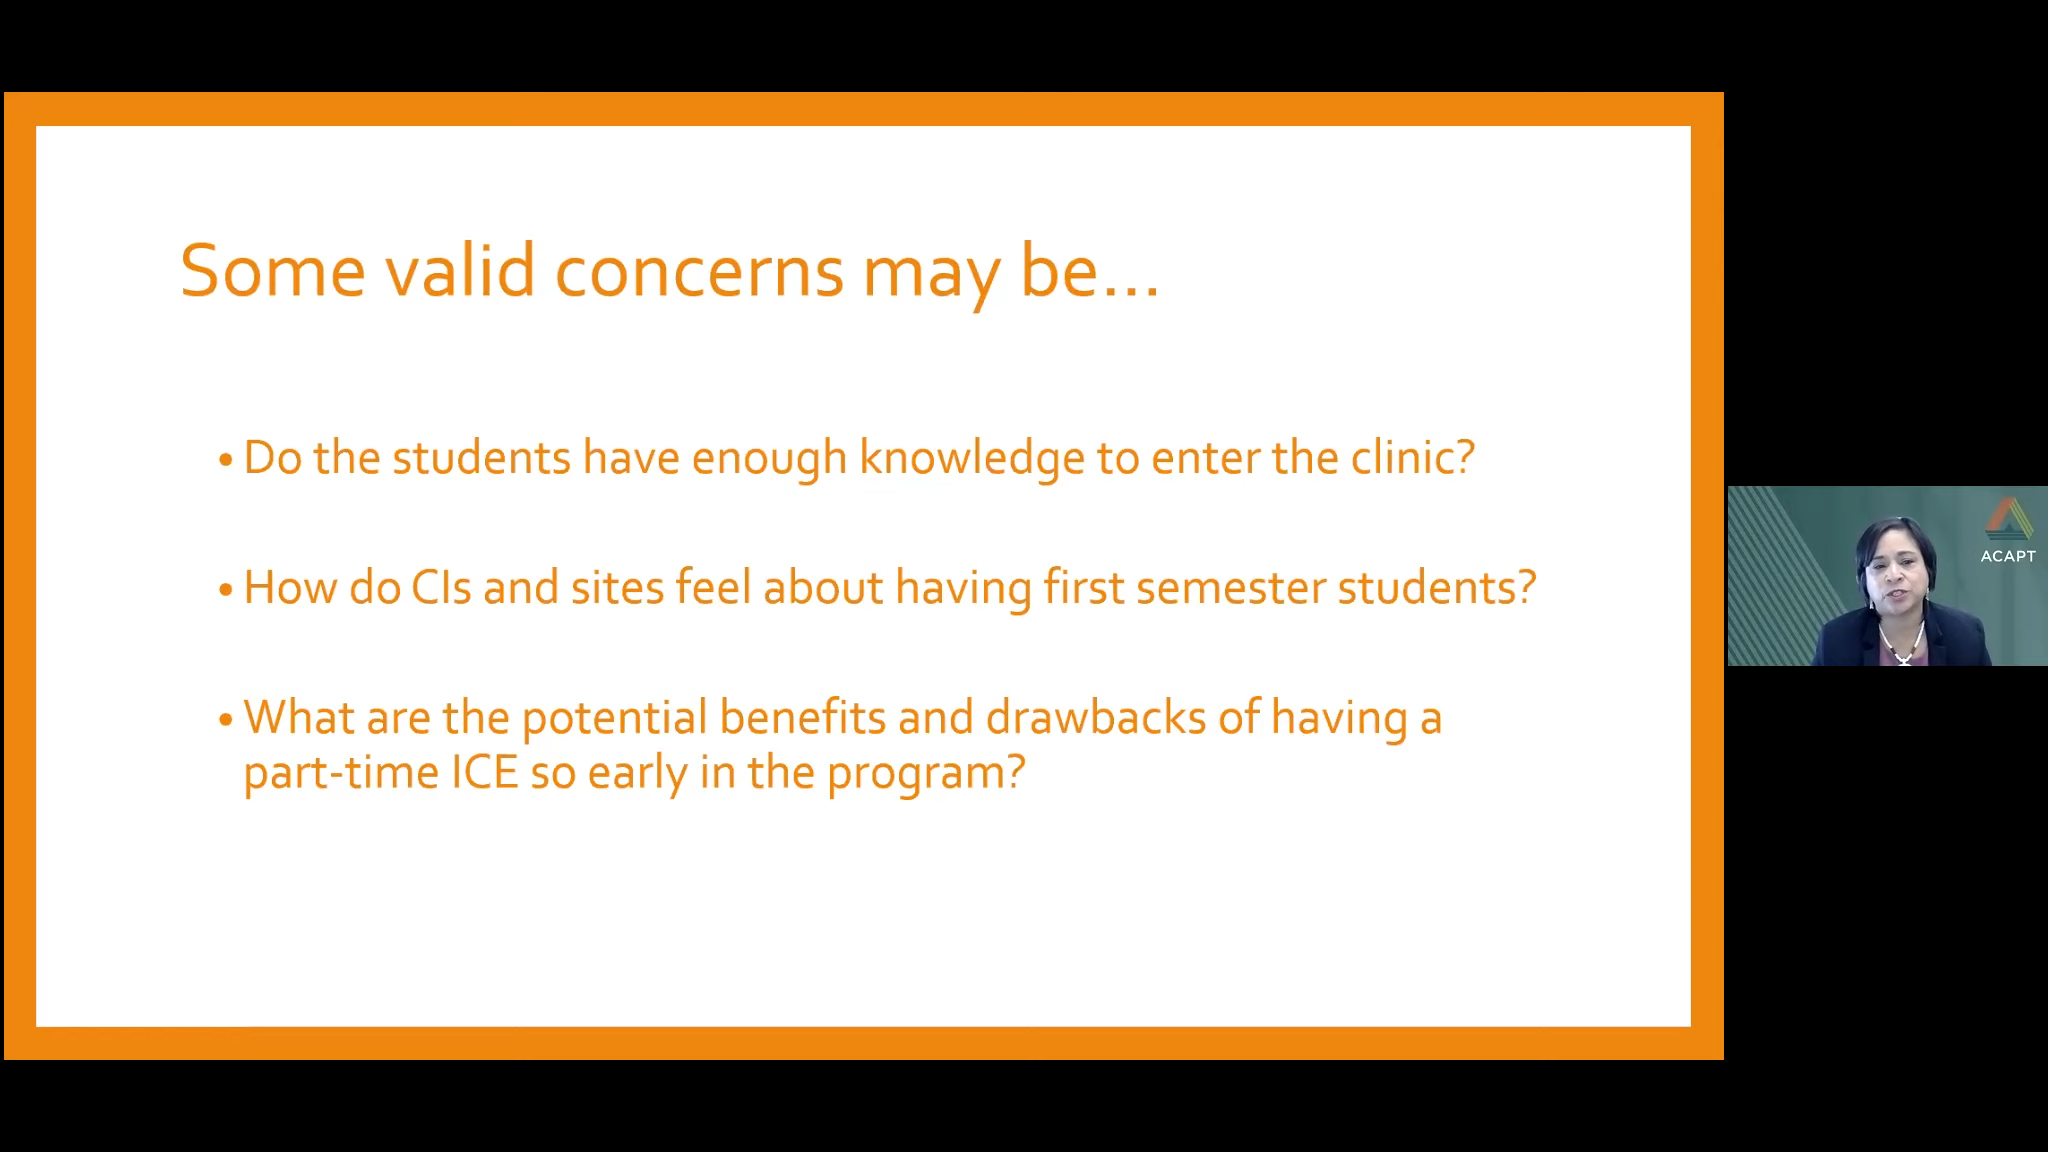 Some valid concerns may be...
• Do the students have enough knowledge to enter the clinic?
• How do CIs and sites feel about having first semester students?
• What are the potential benefits and drawbacks of having a
part-time ICE so early in the program?
ACAPT